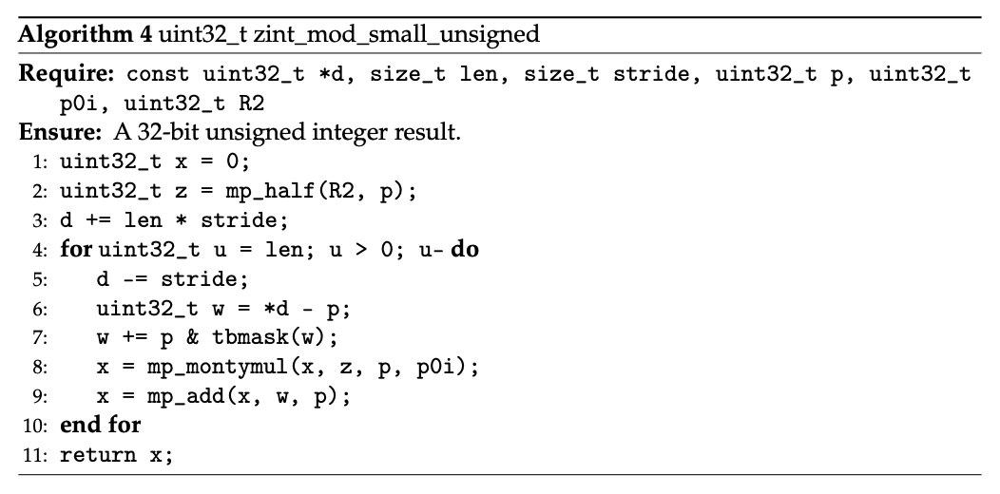 Algorithm 4 uint32_t zint_mod_small_unsigned
Require: const uint32_t *d, size_t len, size_t stride, uint32_t p, uint32_t
p0i, uint32_t R2
Ensure: A 32-bit unsigned integer result.
1: uint32_t x = 0;
2: uint32_t z = mp_half(R2, p);
3: d += len * stride;
4: for uint32_t u = len; u > 0; u- do
5: d -= stride;
6: uint32_t w = *d - p;
7: w += p & tbmask(w);
8: x = mp_montymul(x, z, p, p0i);
9: x = mp_add(x, w, p);
10: end for
11: return x;